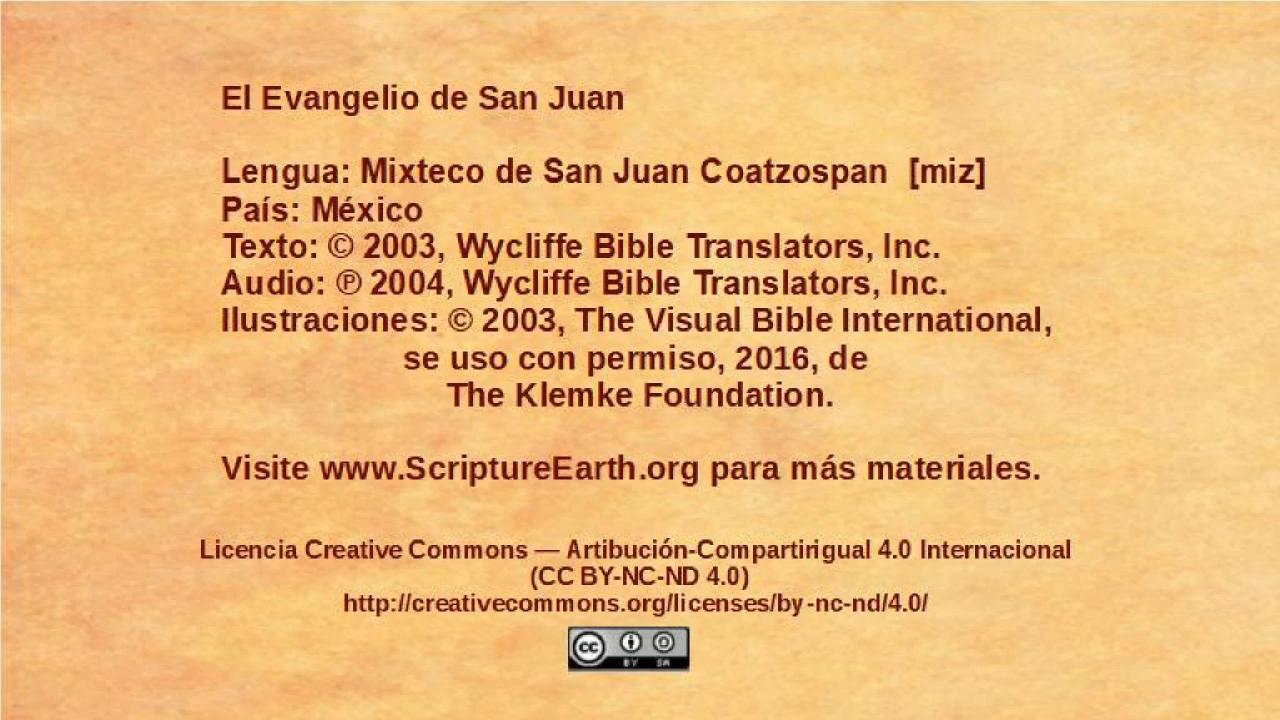 El Evangelio de San Juan
Lengua: Mixteco de San Juan Coatzospan [miz]
País: México
Texto: © 2003, Wycliffe Bible Translators, Inc.
Audio: ℗ 2004, Wycliffe Bible Translators, Inc.
Ilustraciones: © 2003, The Visual Bible International,
se uso con permiso, 2016, de
The Klemke Foundation.
Visite www.ScriptureEarth.org para más materiales.
Licencia Creative Commons — Artibución-Compartirigual 4.0 Internacional
(CC BY-NC-ND 4.0)
http://creativecommons.org/licenses/by-nc-nd/4.0/
cc BY SA